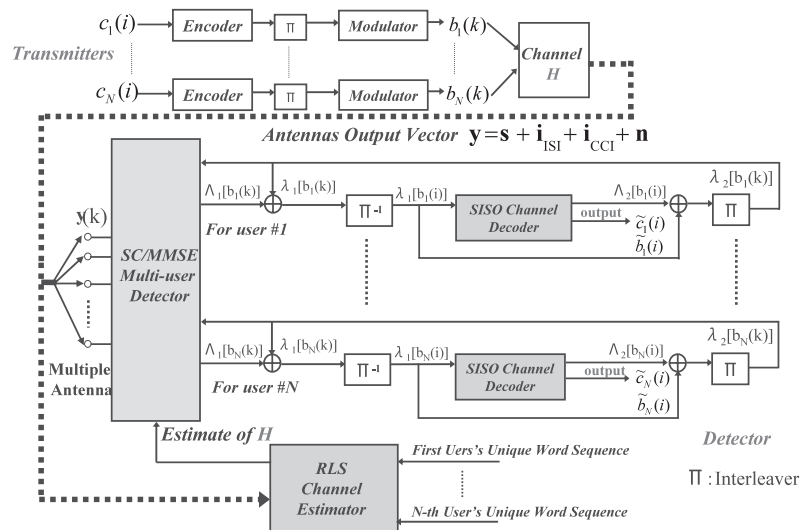 c1(i) Encoder Π Modulator b1(k)
Transmitters
Channel
H
cN(i) Encoder Π Modulator bN(k)
Antennas Output Vector y = s + iISI + iCCI + n
Λ1[b1(k)] λ1[b1(k)] Π-1 λ1[b1(i)] SISO Channel
Decoder Λ2[b1(i)] Π λ2[b1(k)]
output c̃1(i)
b̃1(i)
For user #1
y(k)
SC/MMSE
Multi-user
Detector
Multiple
Antenna
Λ1[bN(k)] λ1[bN(k)] Π-1 λ1[bN(i)] SISO Channel
Decoder Λ2[bN(i)] Π λ2[bN(k)]
output c̃N(i)
b̃N(i)
For user #N
Estimate of H
Detector
RLS
Channel
Estimator
First Uers's Unique Word Sequence
N-th User's Unique Word Sequence
Π : Interleaver